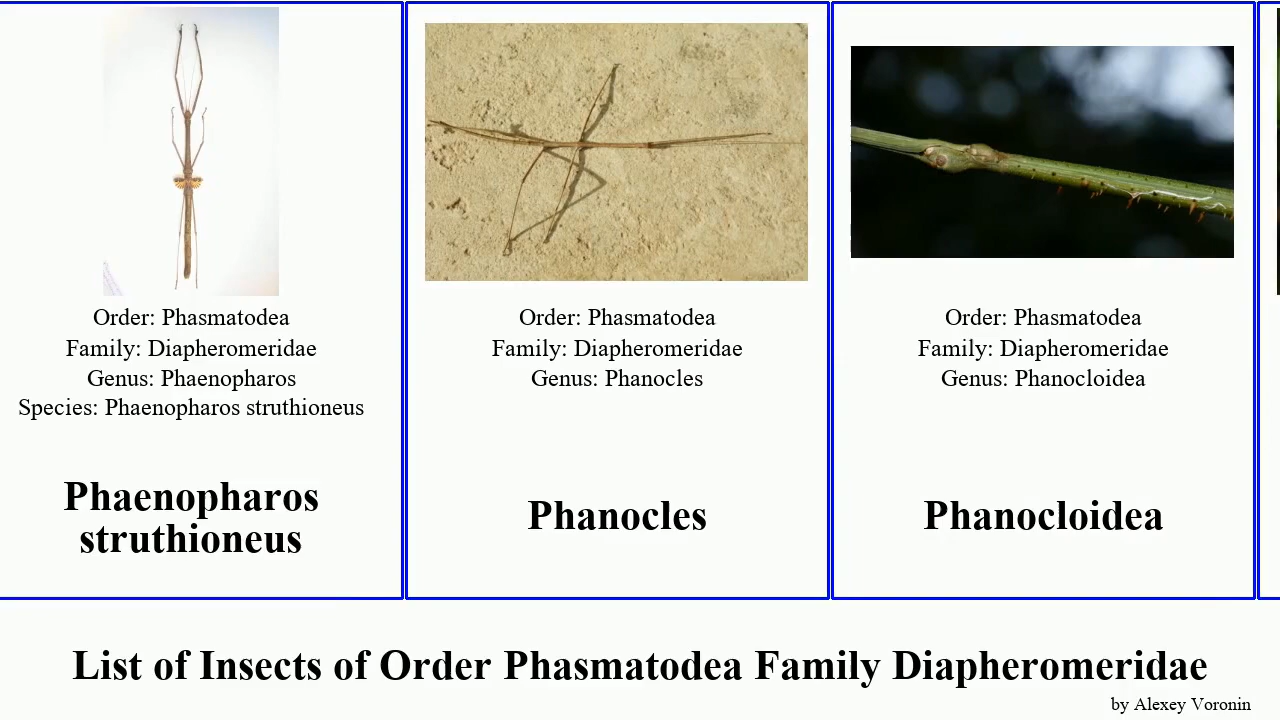 Order: Phasmatodea
Family: Diapheromeridae
Genus: Phaenopharos
Species: Phaenopharos struthioneus
Phaenopharos
struthioneus
Order: Phasmatodea
Family: Diapheromeridae
Genus: Phanocles
Phanocles
Order: Phasmatodea
Family: Diapheromeridae
Genus: Phanocloidea
Phanocloidea
List of Insects of Order Phasmatodea Family Diapheromeridae
by Alexey Voronin